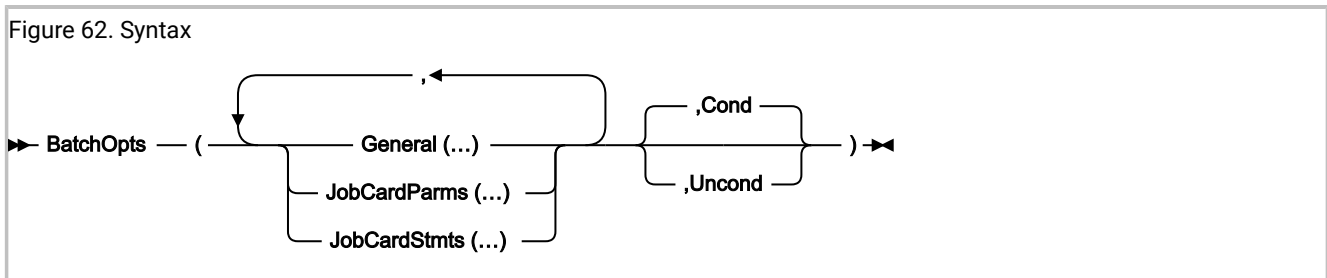 Figure 62. Syntax
,
,Cond
BatchOpts ( General (...) )
,Uncond
JobCardParms (...)
JobCardStmts (...)